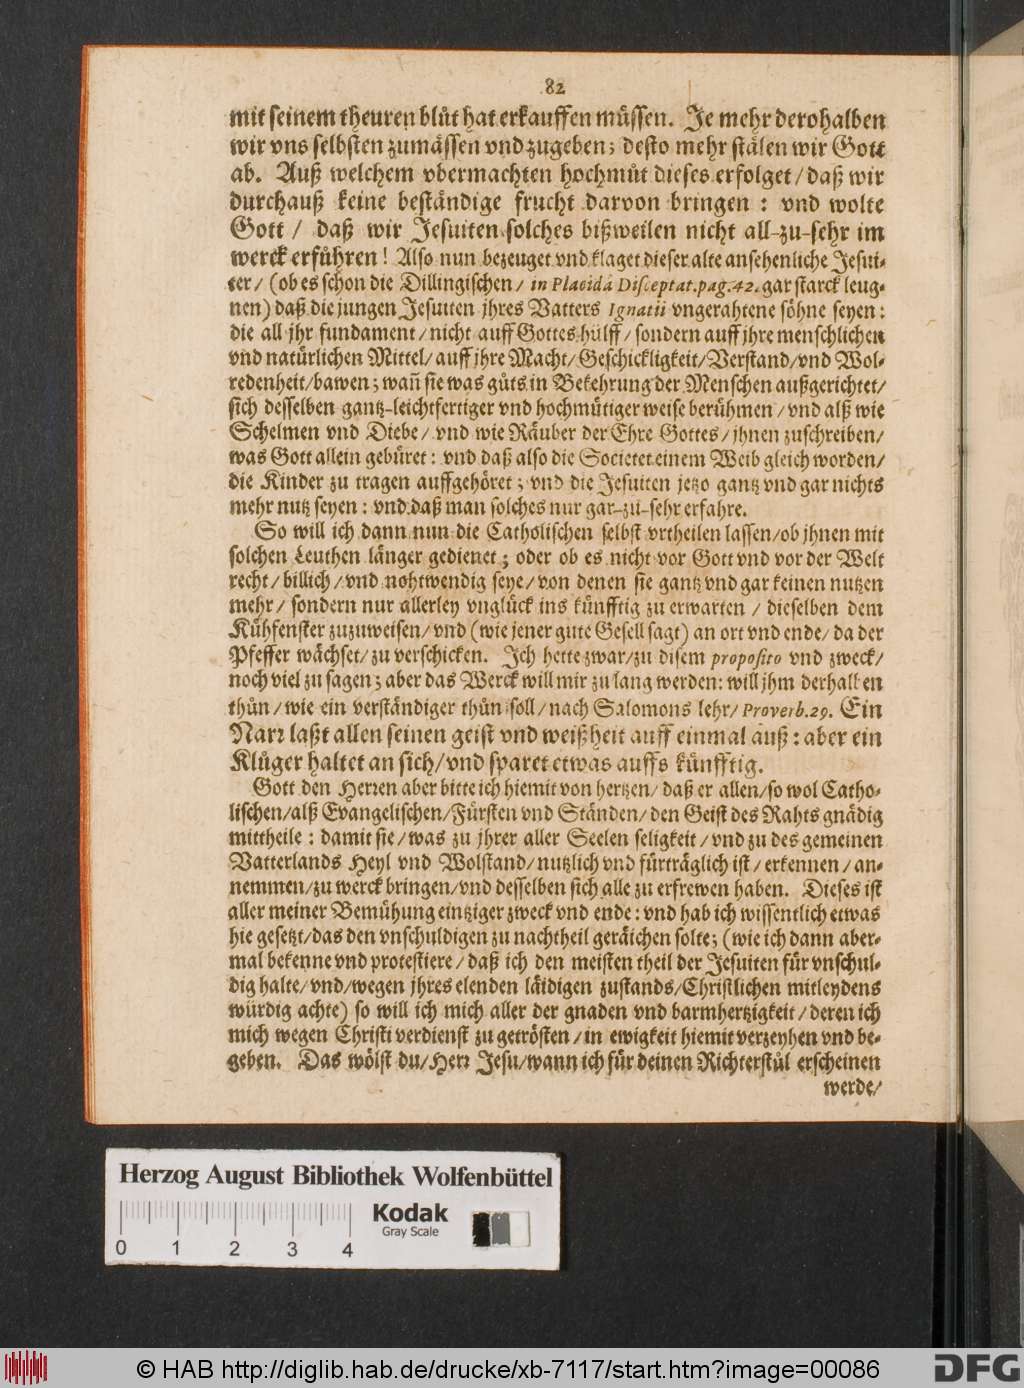 82
mit seinem theuren blůt hat erkauffen müssen. Je mehr derohalben
wir vns selbsten zumässen vnd zugeben; desto mehr stälen wir Gott
ab. Auß welchem vbermachten hochmůt dieses erfolget / daß wir
durchauß keine beständige frucht darvon bringen : vnd wolte
Gott / daß wir Jesuiten solches bißweilen nicht all-zu-sehr im
werck erführen! Also nun bezeuget vnd klaget dieser alte ansehenliche Jesui-
ter/ (ob es schon die Dillingischen/ in Placidâ Disceptat. pag. 42. gar starck leug-
nen) daß die jungen Jesuiten jhres Vatters Ignatii vngerahtene söhne seyen:
die all jhr fundament/ nicht auff Gottes hülff/ sondern auff jhre menschlichen
vnd natürlichen Mittel/ auff jhre Macht/ Geschickligkeit/ Verstand/ vnd Wol-
redenheit/ bawen; wañ sie was gůts in Bekehrung der Menschen außgerichtet/
sich desselben gantz-leichtfertiger vnd hochmütiger weise berühmen/ vnd alß wie
Schelmen vnd Diebe/ vnd wie Räuber der Ehre Gottes/ jhnen zuschreiben/
was Gott allein gebüret: vnd daß also die Societet einem Weib gleich worden/
die Kinder zu tragen auffgehöret; vnd die Jesuiten jetzo gantz vnd gar nichts
mehr nutz seyen: vnd daß man solches nur gar-zu-sehr erfahre.
So will ich dann nun die Catholischen selbst vrtheilen lassen/ ob jhnen mit
solchen Leuthen länger gedienet; oder ob es nicht vor Gott vnd vor der Welt
recht/ billich/ vnd nohtwendig seye/ von denen sie gantz vnd gar keinen nutzen
mehr/ sondern nur allerley vnglück ins künfftig zu erwarten / dieselben dem
Kühfenster zuzuweisen/ vnd (wie jener gute Gesell sagt) an ort vnd ende/ da der
Pfeffer wächset/ zu verschicken. Ich hette zwar/ zu disem proposito vnd zweck/
noch viel zu sagen; aber das Werck will mir zu lang werden: will jhm derhalben
thůn/ wie ein verständiger thůn soll/ nach Salomons lehr/ Proverb. 29. Ein
Narr laßt allen seinen geist vnd weißheit auff einmal auß: aber ein
Klůger haltet an sich/ vnd sparet etwas auffs künfftig.
Gott den Herren aber bitte ich hiemit von hertzen/ daß er allen/ so wol Catho-
lischen/ alß Evangelischen/ Fürsten vnd Ständen/ den Geist des Rahts gnädig
mittheile: damit sie/ was zu jhrer aller Seelen seligkeit/ vnd zu des gemeinen
Vatterlands Heyl vnd Wolstand/ nutzlich vnd fürträglich ist/ erkennen / an-
nemmen/ zu werck bringen/ vnd desselben sich alle zu erfrewen haben. Dieses ist
aller meiner Bemühung eintziger zweck vnd ende: vnd hab ich wissentlich etwas
hie gesetzt/ das den vnschuldigen zu nachtheil geräichen solte; (wie ich dann aber-
mal bekenne vnd protestiere/ daß ich den meisten theil der Jesuiten für vnschul-
dig halte/ vnd/ wegen jhres elenden läidigen zustands/ Christlichen mitleydens
würdig achte) so will ich mich aller der gnaden vnd barmhertzigkeit/ deren ich
mich wegen Christi verdienst zu getrösten/ in ewigkeit hiemit verzeyhen vnd be-
geben. Das wölst du/ Herr Jesu/ wann ich für deinen Richterstůl erscheinen
werde/
Herzog August Bibliothek Wolfenbüttel
Kodak
Gray Scale
0 1 2 3 4
© HAB http://diglib.hab.de/drucke/xb-7117/start.htm?image=00086
DFG